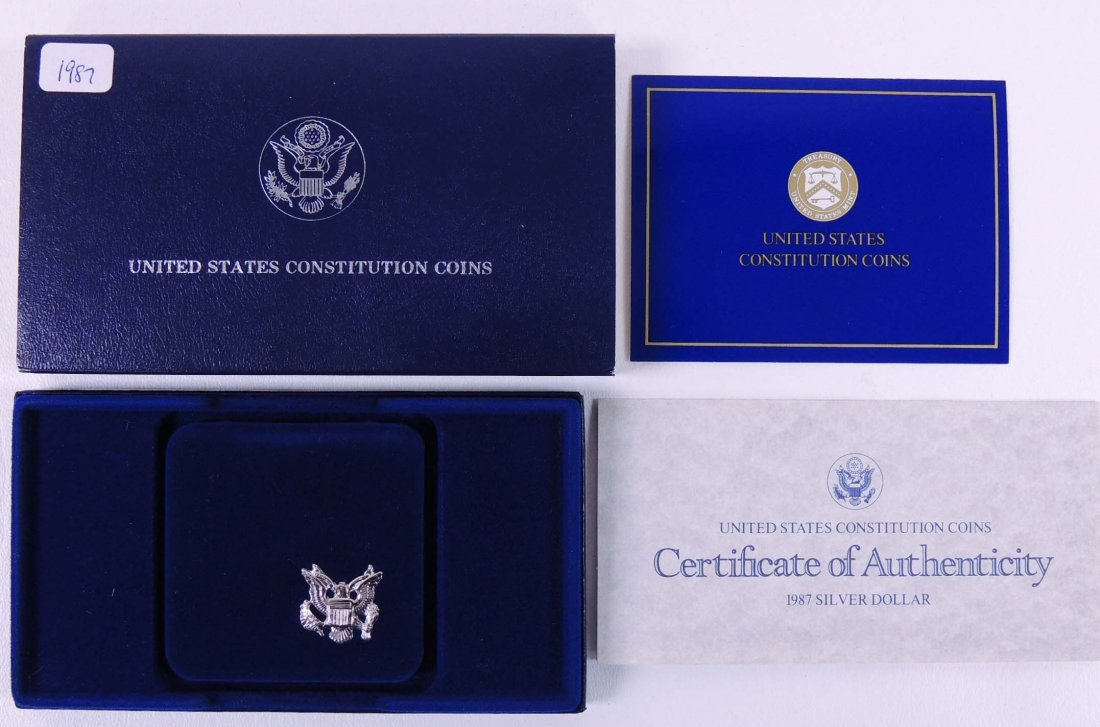 1987
UNITED STATES CONSTITUTION COINS
TREASURY
UNITED STATES MINT
UNITED STATES
CONSTITUTION COINS
UNITED STATES CONSTITUTION COINS
Certificate of Authenticity
1987 SILVER DOLLAR